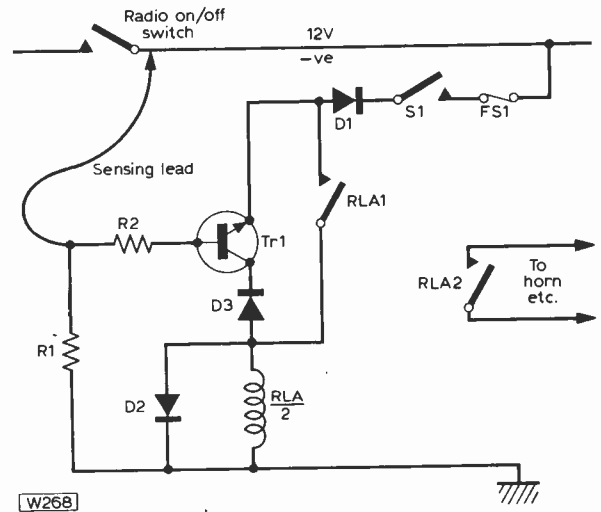 Radio on/off
switch
12V
-ve
D1
S1
FS1
Sensing lead
RLA1
R2
Tr1
RLA2
To
horn
etc.
D3
R1
D2
RLA
2
W268